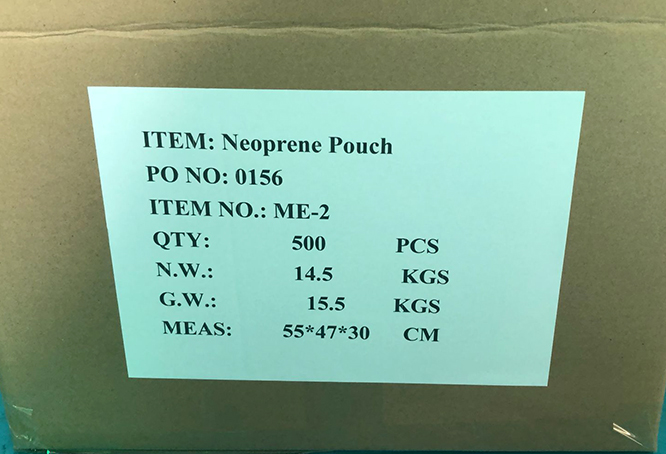 ITEM: Neoprene Pouch
PO NO: 0156
ITEM NO.: ME-2
QTY: 500 PCS
N.W.: 14.5 KGS
G.W.: 15.5 KGS
MEAS: 55*47*30 CM